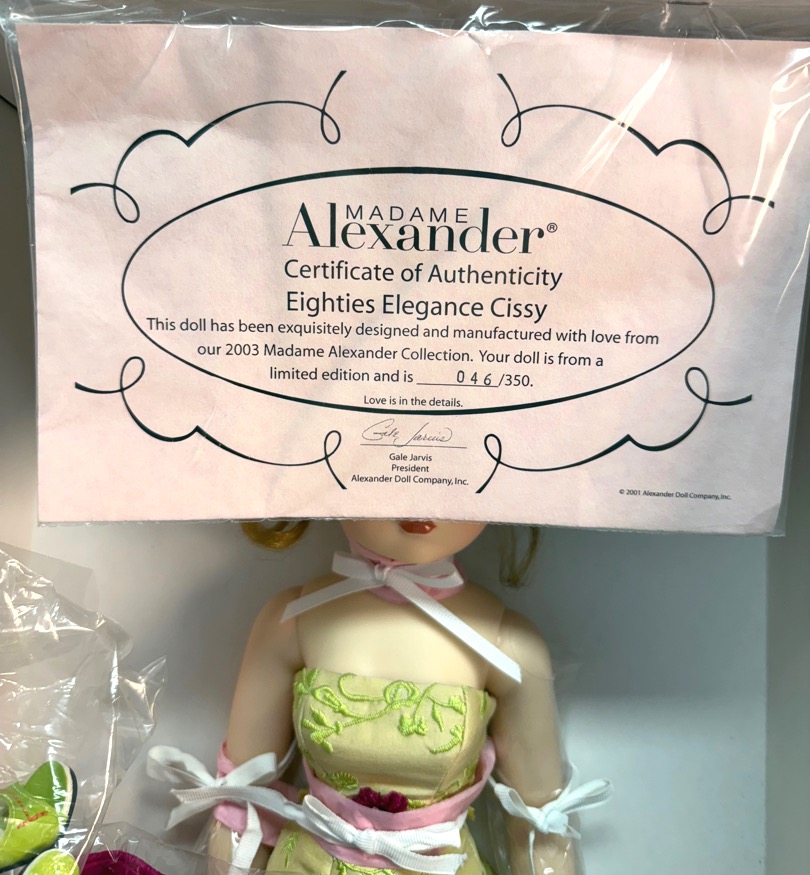 MADAME
Alexander®
Certificate of Authenticity
Eighties Elegance Cissy
This doll has been exquisitely designed and manufactured with love from
our 2003 Madame Alexander Collection. Your doll is from a
limited edition and is 046/350.
Love is in the details.
Gale Jarvis
Gale Jarvis
President
Alexander Doll Company, Inc.
© 2001 Alexander Doll Company, Inc.